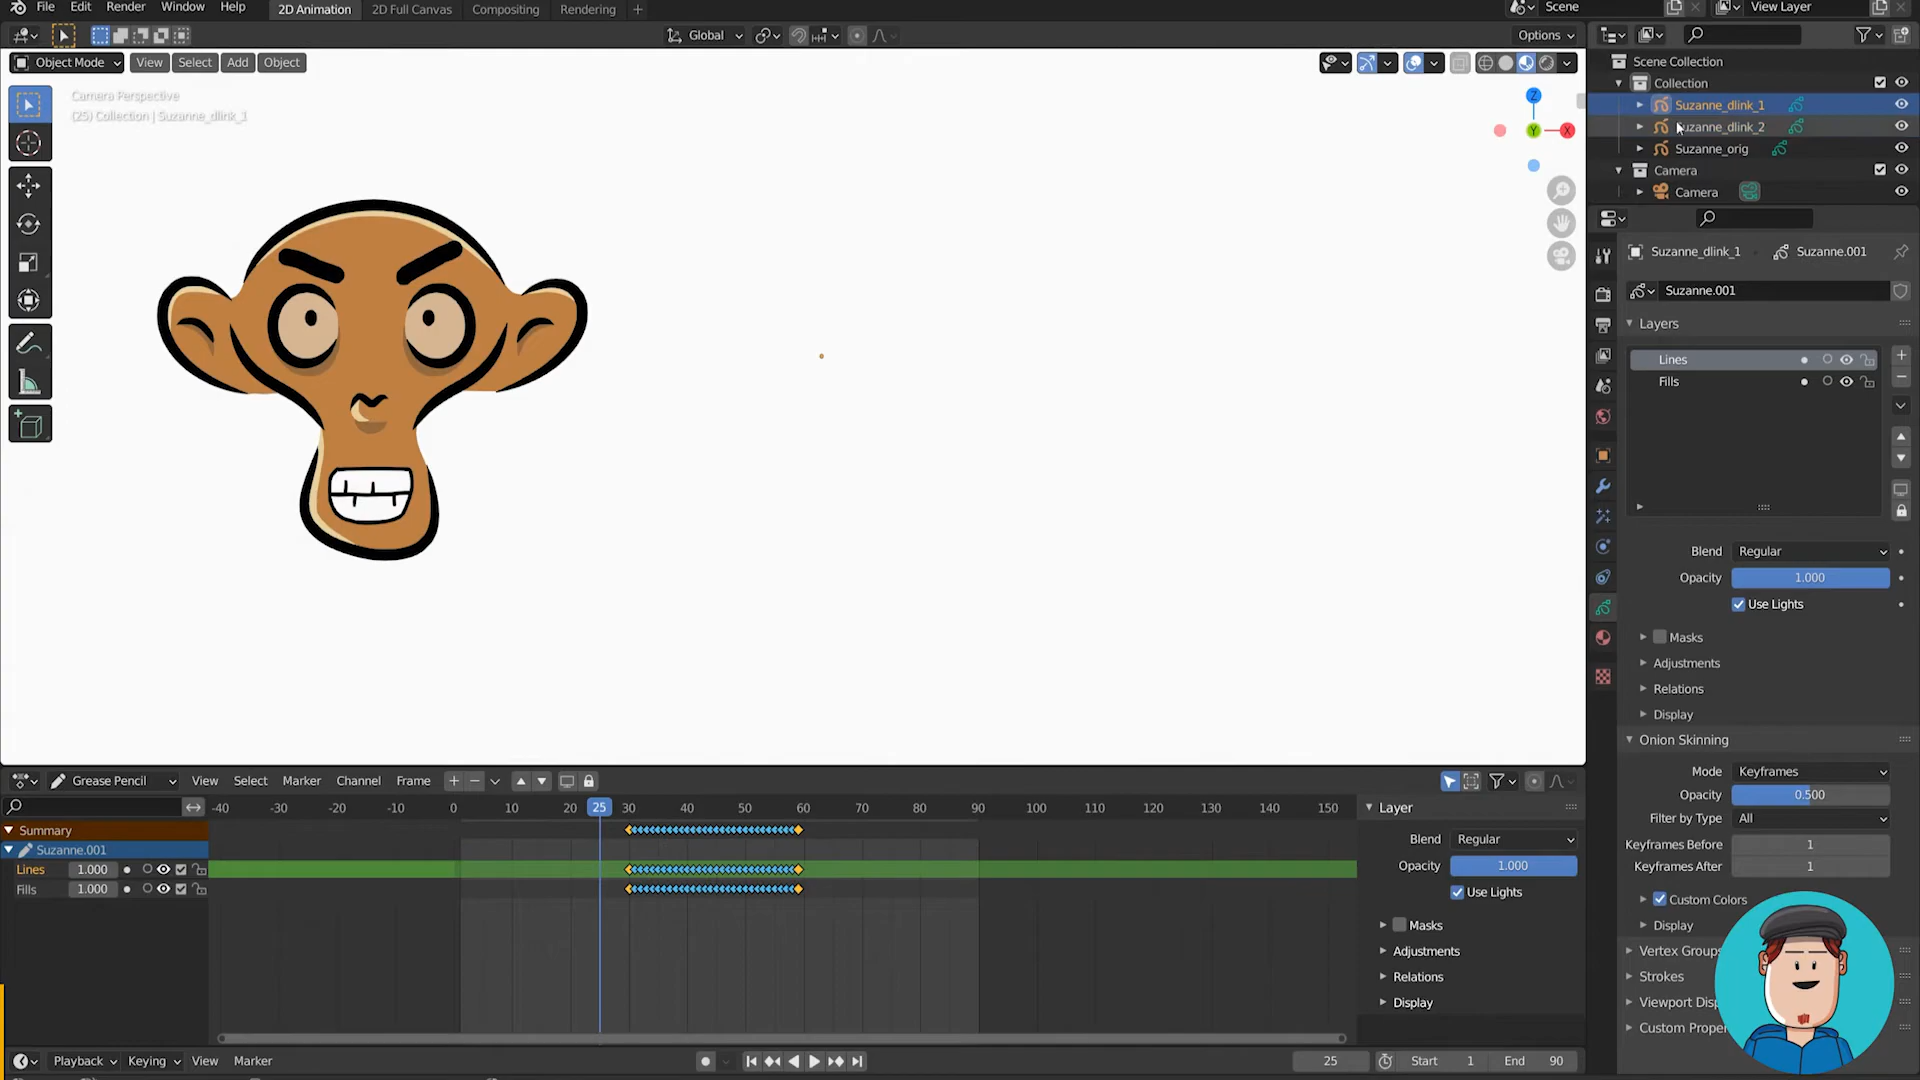 File Edit Render Window Help 2D Animation 2D Full Canvas Compositing Rendering + Scene View Layer
Global Options
Object Mode View Select Add Object
Camera Perspective
(25) Collection | Suzanne_dlink_1
Z
Y X
Scene Collection
Collection
Suzanne_dlink_1
Suzanne_dlink_2
Suzanne_orig
Camera
Camera
Suzanne_dlink_1 Suzanne.001
Suzanne.001
Layers
Lines
Fills
Blend Regular
Opacity 1.000
Use Lights
Masks
Adjustments
Relations
Display
Onion Skinning
Mode Keyframes
Opacity 0.500
Filter by Type All
Keyframes Before 1
Keyframes After 1
Custom Colors
Display
Vertex Groups
Strokes
Viewport Disp
Custom Proper
Grease Pencil View Select Marker Channel Frame
-40 -30 -20 -10 0 10 20 25 30 40 50 60 70 80 90 100 110 120 130 140 150
Summary
Suzanne.001
Lines 1.000
Fills 1.000
Layer
Blend Regular
Opacity 1.000
Use Lights
Masks
Adjustments
Relations
Display
Playback Keying View Marker 25 Start 1 End 90